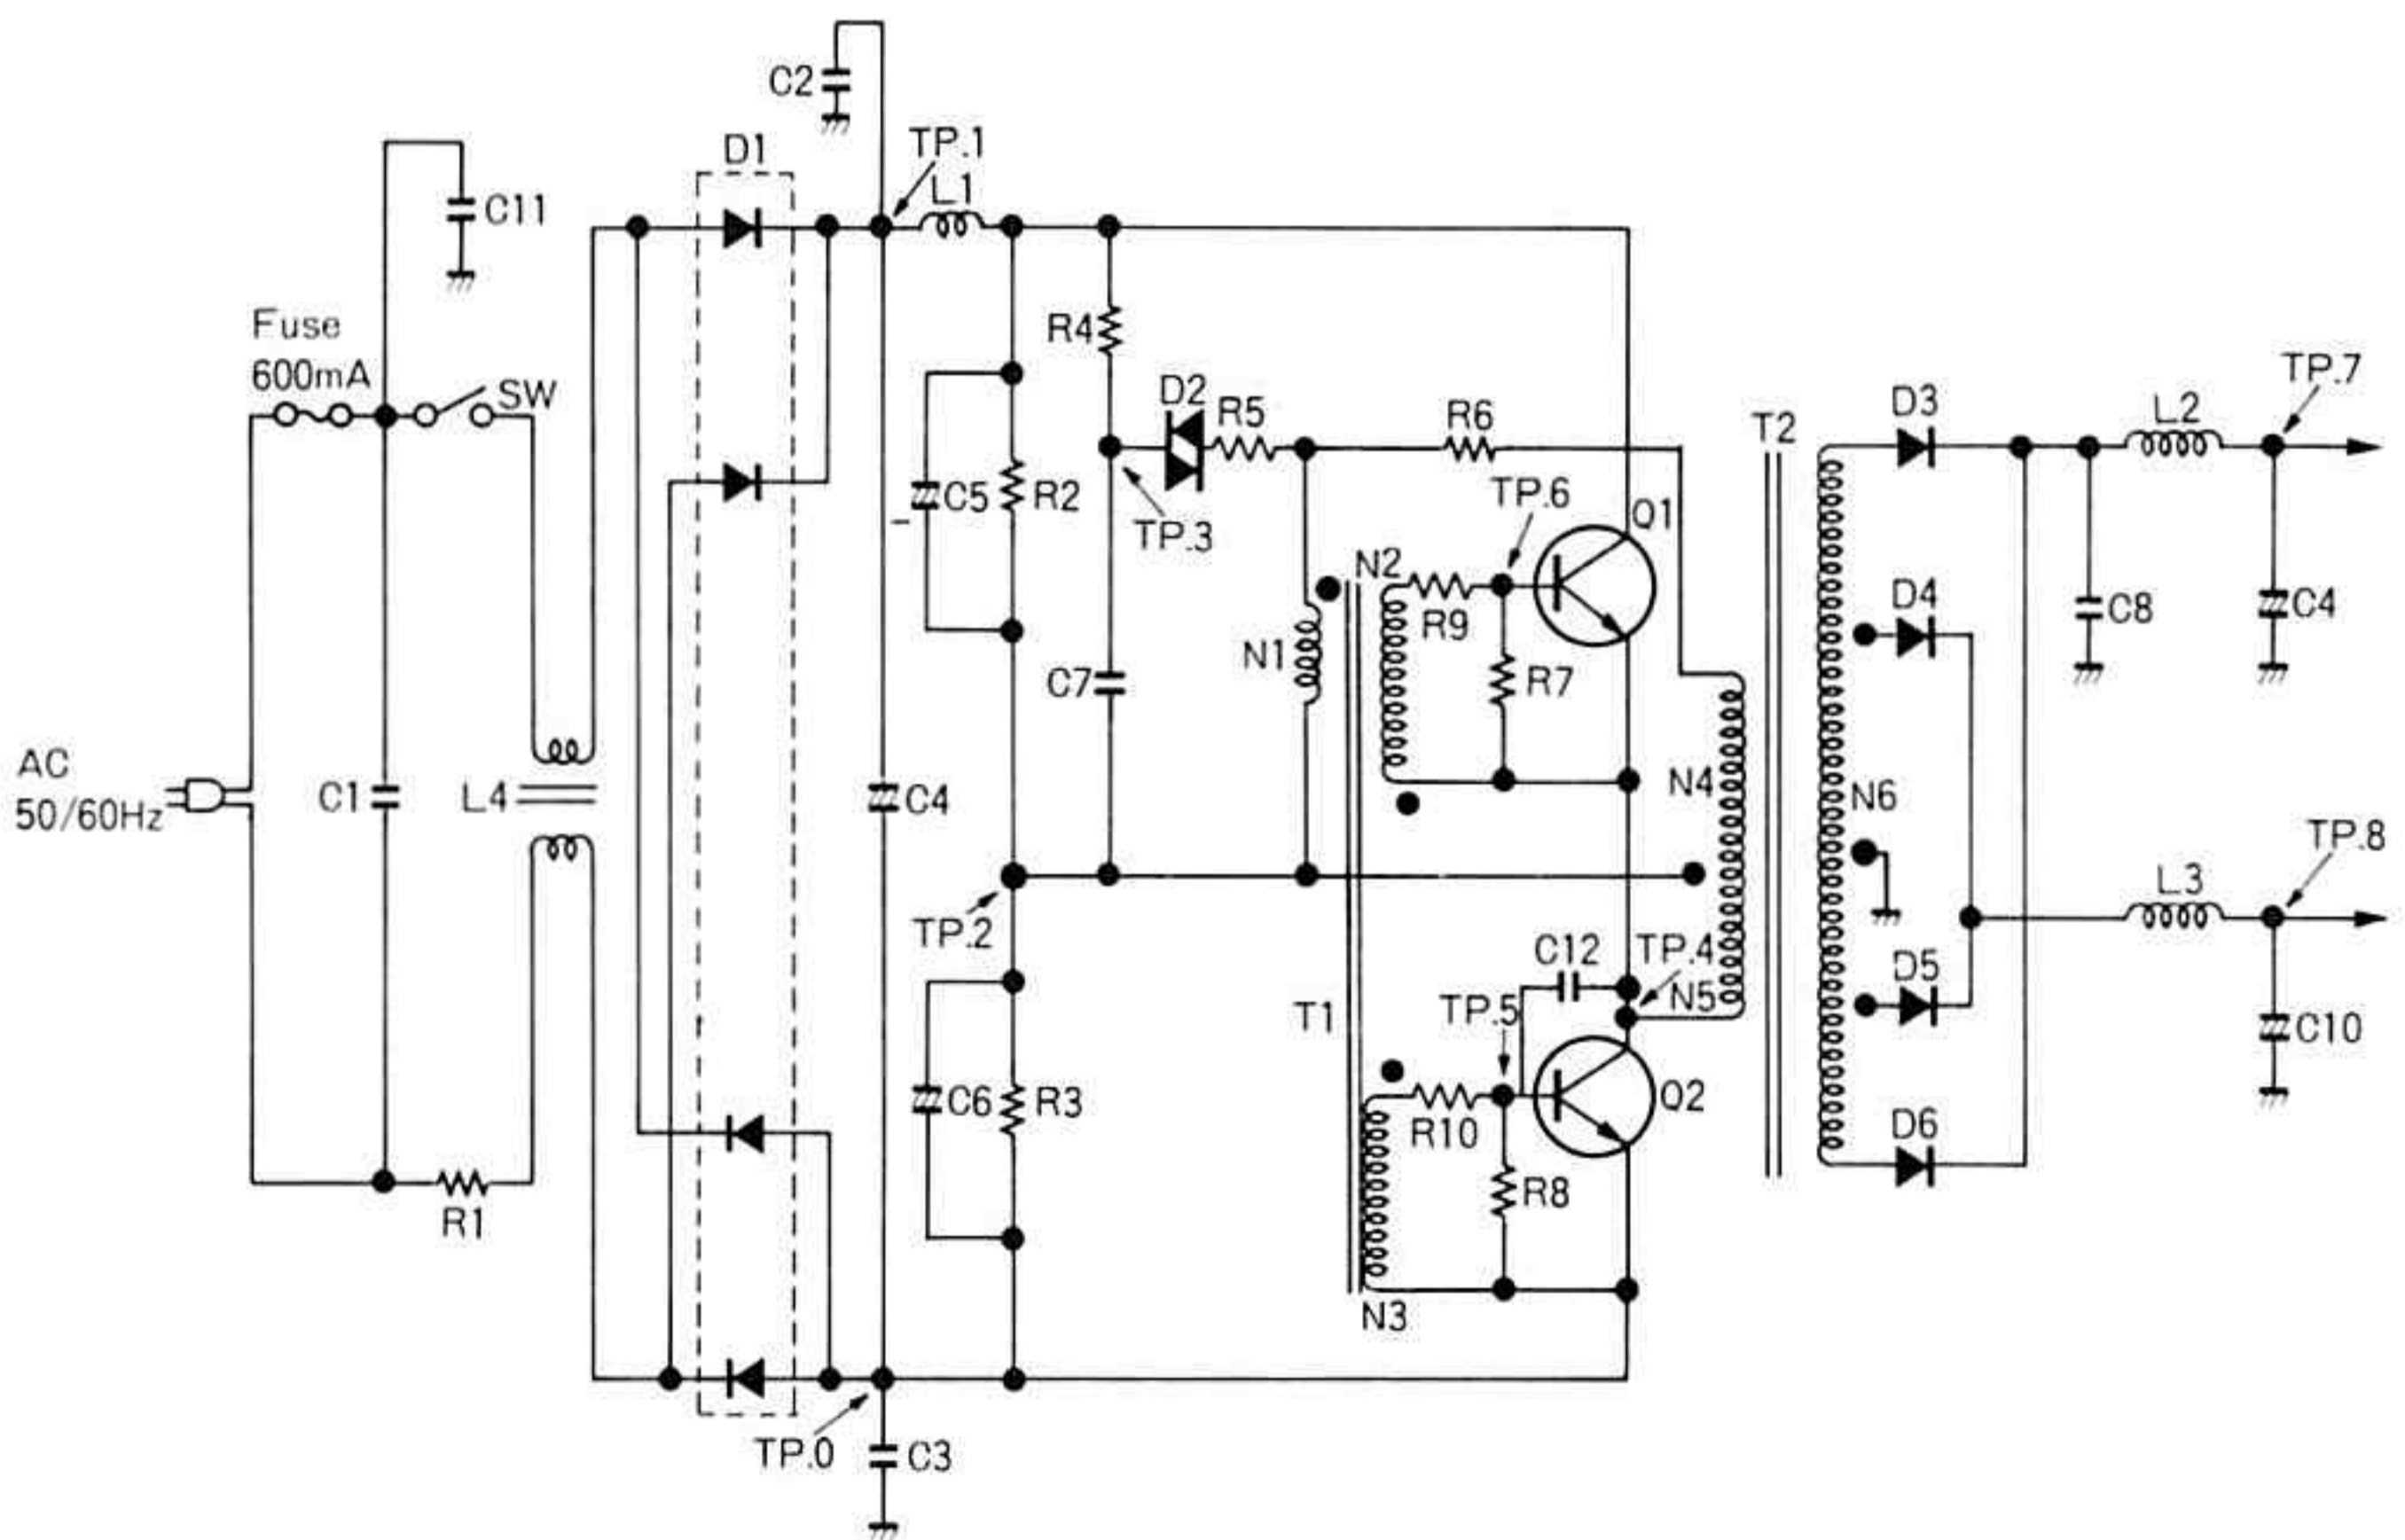 C2
D1
TP.1
L1
C11
Fuse
600mA
SW
R4
D2
R5
R6
T2
D3
L2
TP.7
C5
R2
–
TP.3
TP.6
Q1
N2
R9
D4
C8
C4
N1
C7
R7
AC
50/60Hz
C1
L4
C4
N4
N6
TP.8
L3
TP.2
C12
TP.4
D5
N5
TP.5
T1
C10
C6
R3
R10
Q2
D6
R8
R1
N3
TP.0
C3